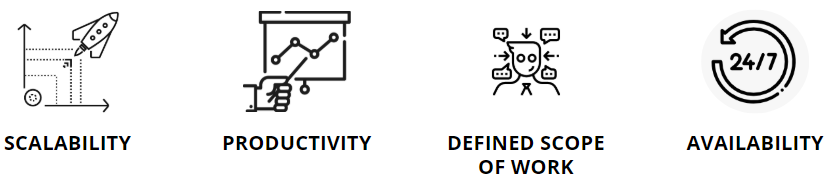 24/7
SCALABILITY
PRODUCTIVITY
DEFINED SCOPE
OF WORK
AVAILABILITY